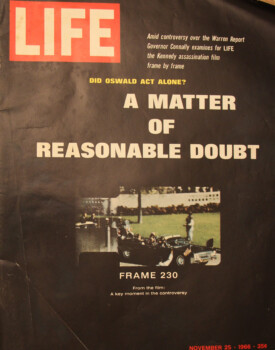 LIFE
Amid controversy over the Warren Report
Governor Connally examines for LIFE
the Kennedy assassination film
frame by frame
DID OSWALD ACT ALONE?
A MATTER
OF
REASONABLE DOUBT
FRAME 230
From the film:
A key moment in the controversy
NOVEMBER 25 · 1966 · 35¢